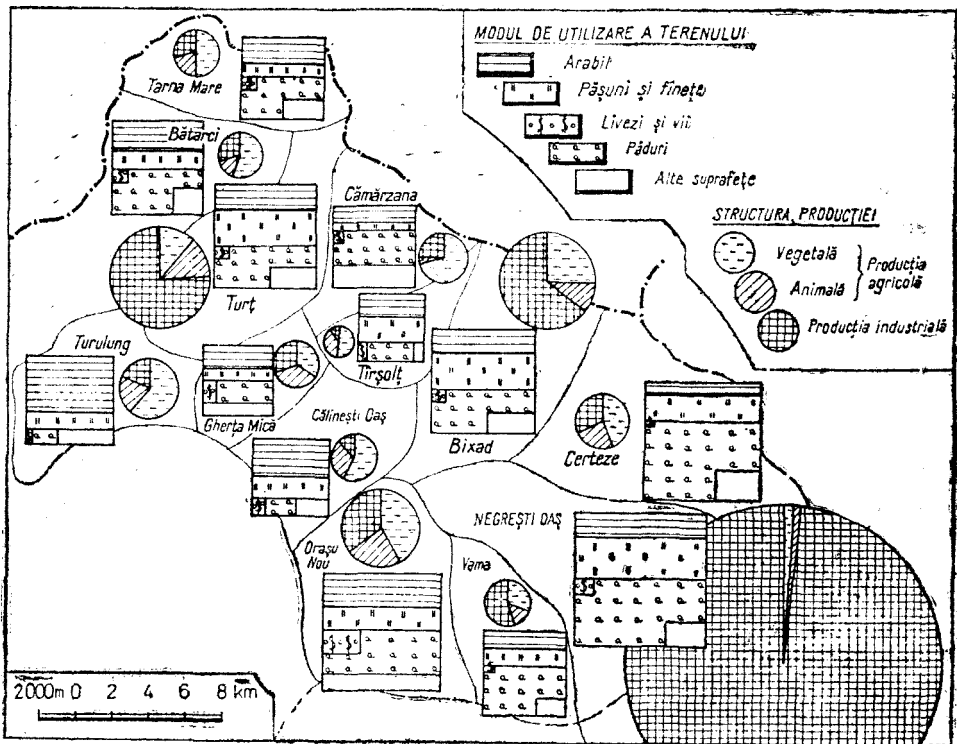 MODUL DE UTILIZARE A TERENULUI
Arabil
Pășuni și fînețe
Livezi și vii
Păduri
Alte suprafețe
STRUCTURA PRODUCȚIEI
Vegetală
Animală
Producția agricolă
Producția industrială
Tarna Mare
Bătarci
Cămărzana
Turț
Turulung
Tîrșolț
Gherța Mică
Călinești Oaș
Bixad
Certeze
NEGREȘTI OAȘ
Orașu
Nou
Vama
2000m 0 2 4 6 8 km